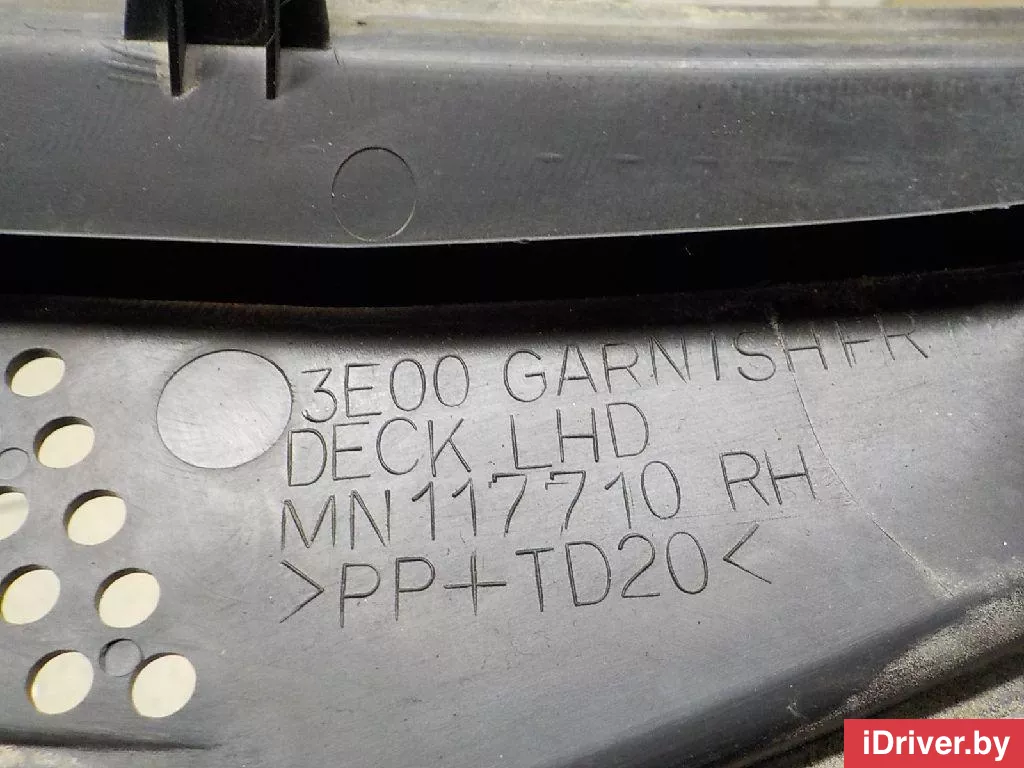 3E00 GARNISH FR
DECK LHD
MN117710 RH
>PP+TD20<
iDriver.by